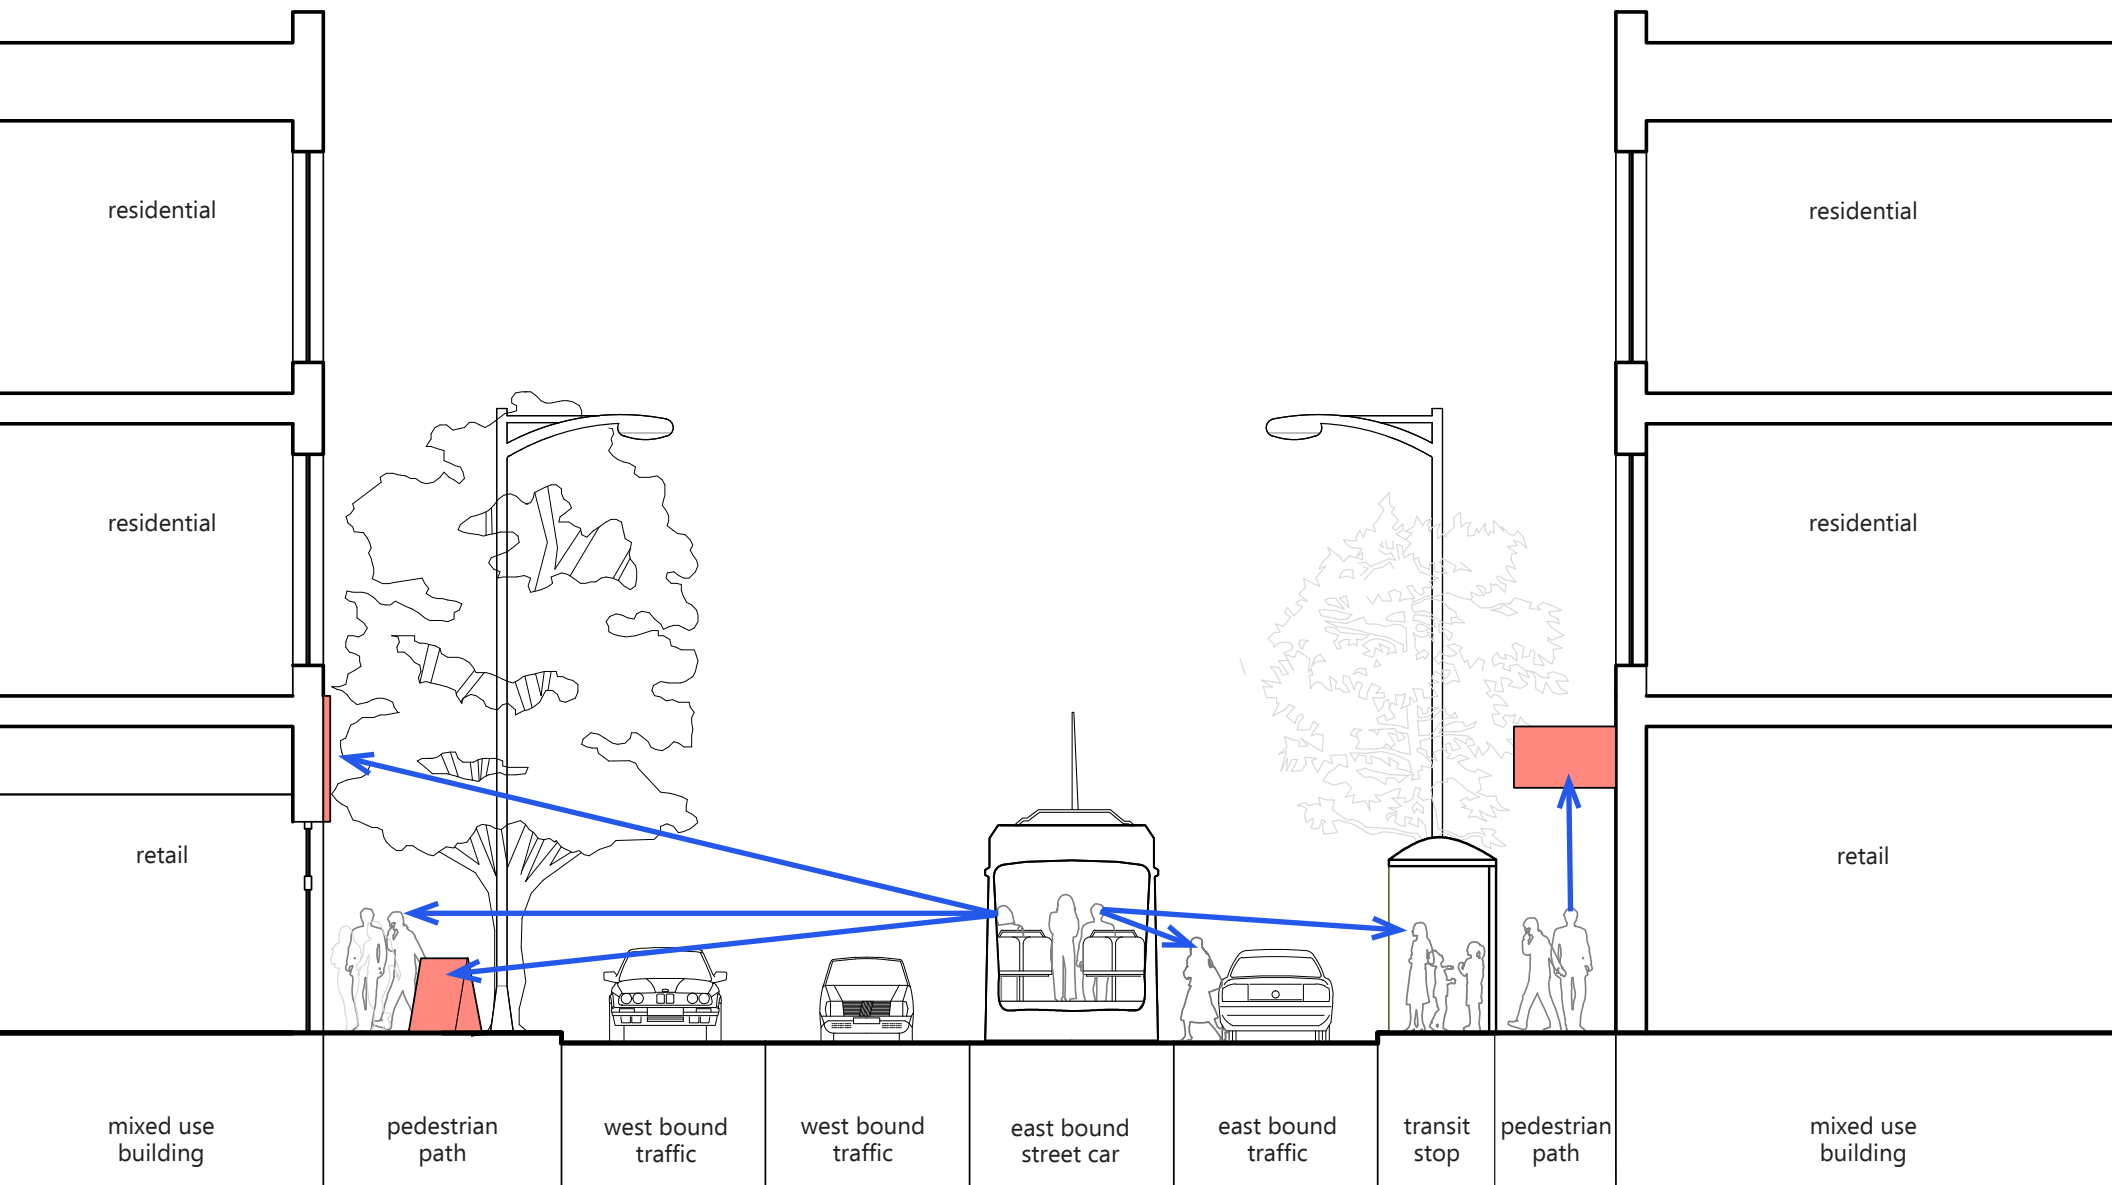 residential
residential
residential
residential
retail
retail
mixed use
building
pedestrian
path
west bound
traffic
west bound
traffic
east bound
street car
east bound
traffic
transit
stop
pedestrian
path
mixed use
building